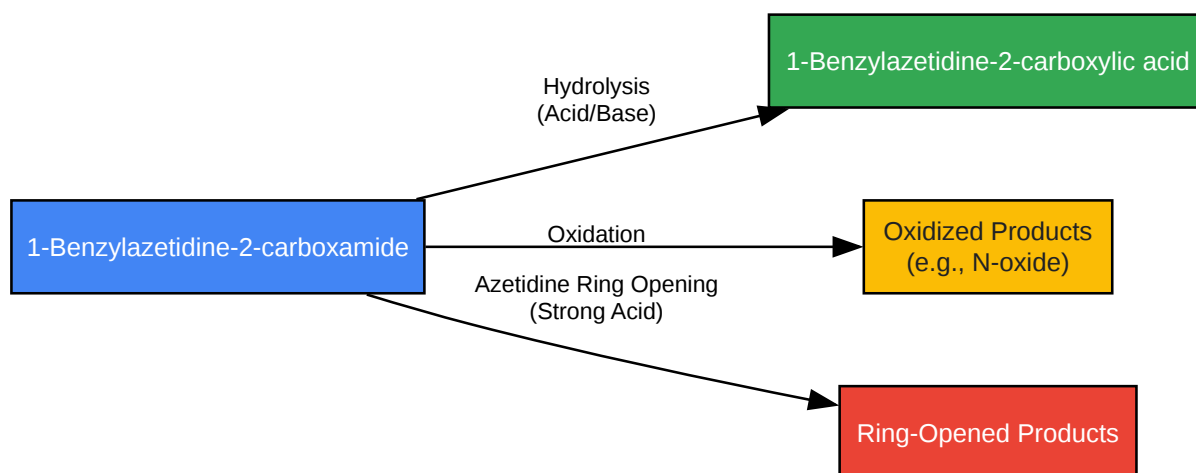 1-Benzylazetidine-2-carboxylic acid
Hydrolysis
(Acid/Base)
1-Benzylazetidine-2-carboxamide
Oxidation
Oxidized Products
(e.g., N-oxide)
Azetidine Ring Opening
(Strong Acid)
Ring-Opened Products